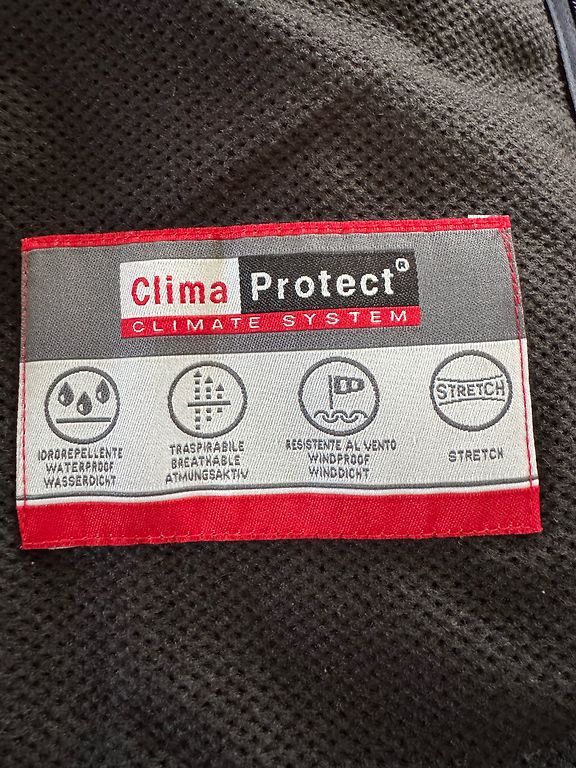 Clima Protect®
CLIMATE SYSTEM
IDROREPELLENTE
WATERPROOF
WASSERDICHT
TRASPIRABILE
BREATHABLE
ATMUNGSAKTIV
RESISTENTE AL VENTO
WINDPROOF
WINDDICHT
STRETCH
STRETCH